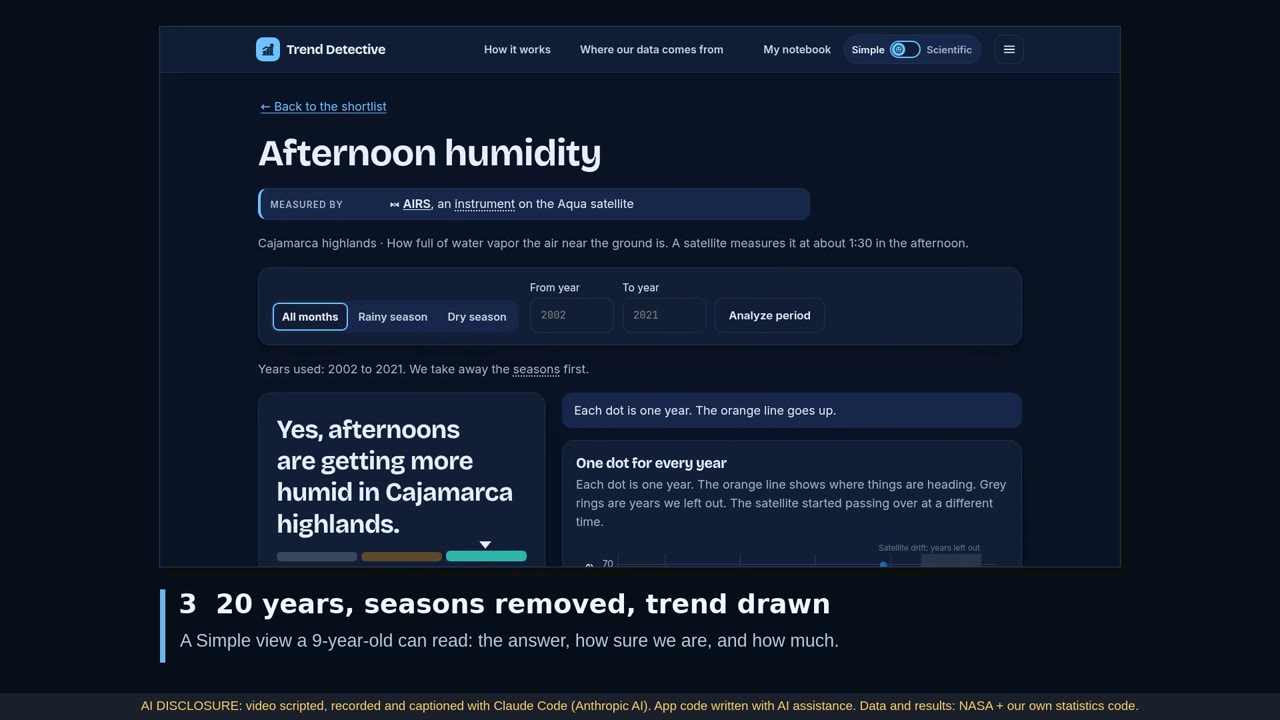 Trend Detective
How it works
Where our data comes from
My notebook
Simple
Scientific
← Back to the shortlist
Afternoon humidity
MEASURED BY
AIRS, an instrument on the Aqua satellite
Cajamarca highlands · How full of water vapor the air near the ground is. A satellite measures it at about 1:30 in the afternoon.
From year
To year
All months
Rainy season
Dry season
2002
2021
Analyze period
Years used: 2002 to 2021. We take away the seasons first.
Yes, afternoons
are getting more
humid in Cajamarca
highlands.
Each dot is one year. The orange line goes up.
One dot for every year
Each dot is one year. The orange line shows where things are heading. Grey
rings are years we left out. The satellite started passing over at a different
time.
Satellite drift: years left out
70
3 20 years, seasons removed, trend drawn
A Simple view a 9-year-old can read: the answer, how sure we are, and how much.
AI DISCLOSURE: video scripted, recorded and captioned with Claude Code (Anthropic AI). App code written with AI assistance. Data and results: NASA + our own statistics code.